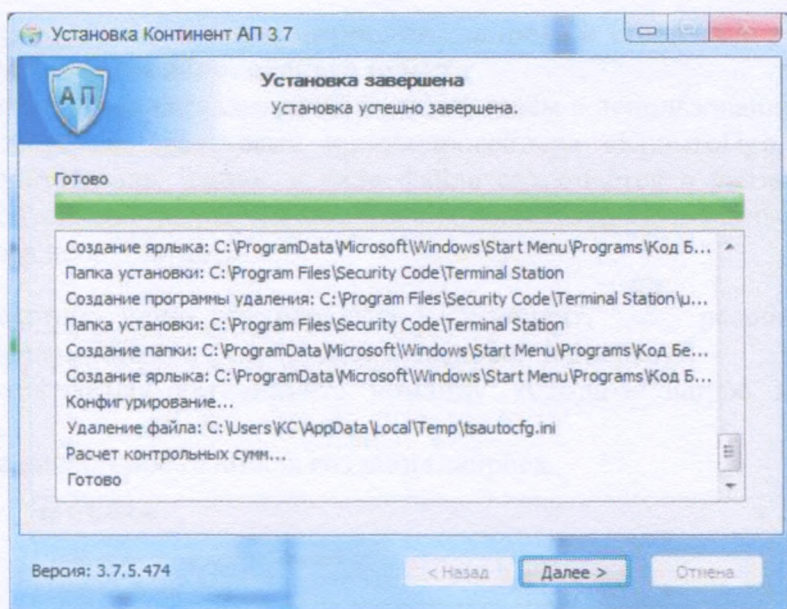 Установка Континент АП 3.7
АП
Установка завершена
Установка успешно завершена.
Готово
Создание ярлыка: C:\ProgramData\Microsoft\Windows\Start Menu\Programs\Код Б...
Папка установки: C:\Program Files\Security Code\Terminal Station
Создание программы удаления: C:\Program Files\Security Code\Terminal Station\u...
Папка установки: C:\Program Files\Security Code\Terminal Station
Создание папки: C:\ProgramData\Microsoft\Windows\Start Menu\Programs\Код Бе...
Создание ярлыка: C:\ProgramData\Microsoft\Windows\Start Menu\Programs\Код Б...
Конфигурирование...
Удаление файла: C:\Users\KC\AppData\Local\Temp\tsautocfg.ini
Расчет контрольных сумм...
Готово
Версия: 3.7.5.474
< Назад
Далее >
Отмена